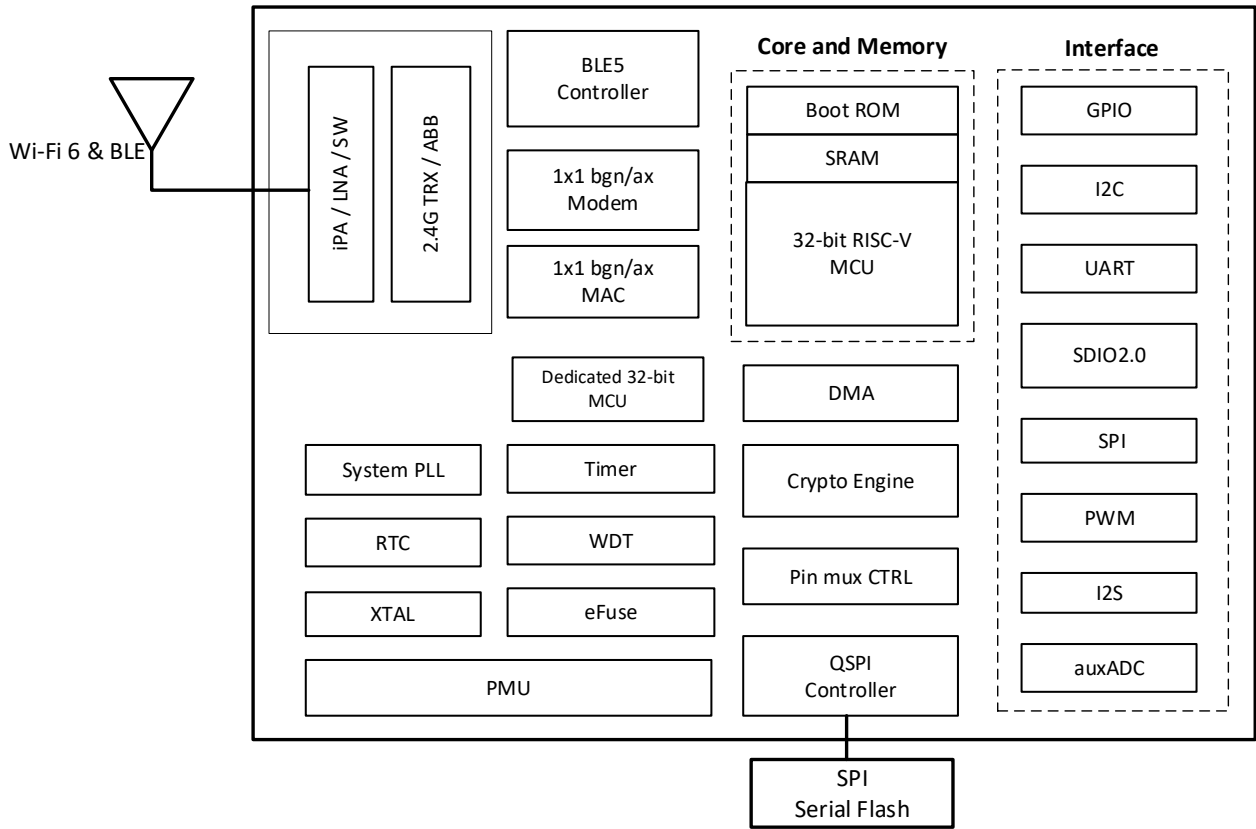 Wi-Fi 6 & BLE
iPA / LNA / SW
2.4G TRX / ABB
BLE5
Controller
1x1 bgn/ax
Modem
1x1 bgn/ax
MAC
Dedicated 32-bit
MCU
System PLL
Timer
RTC
WDT
XTAL
eFuse
PMU
Core and Memory
Boot ROM
SRAM
32-bit RISC-V
MCU
DMA
Crypto Engine
Pin mux CTRL
QSPI
Controller
SPI
Serial Flash
Interface
GPIO
I2C
UART
SDIO2.0
SPI
PWM
I2S
auxADC